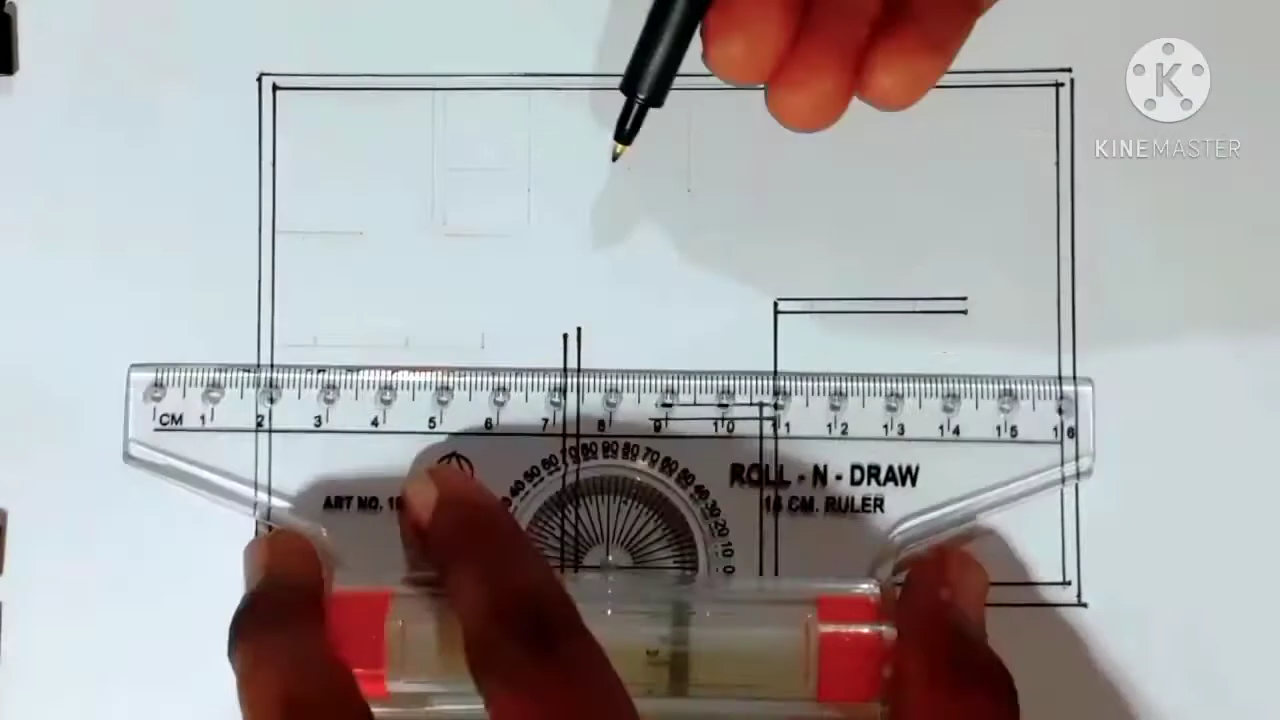 K
KINEMASTER
CM 1 2 3 4 5 6 7 8 9 10 11 12 13 14 15 16
ROLL - N - DRAW
ART NO.
CM. RULER